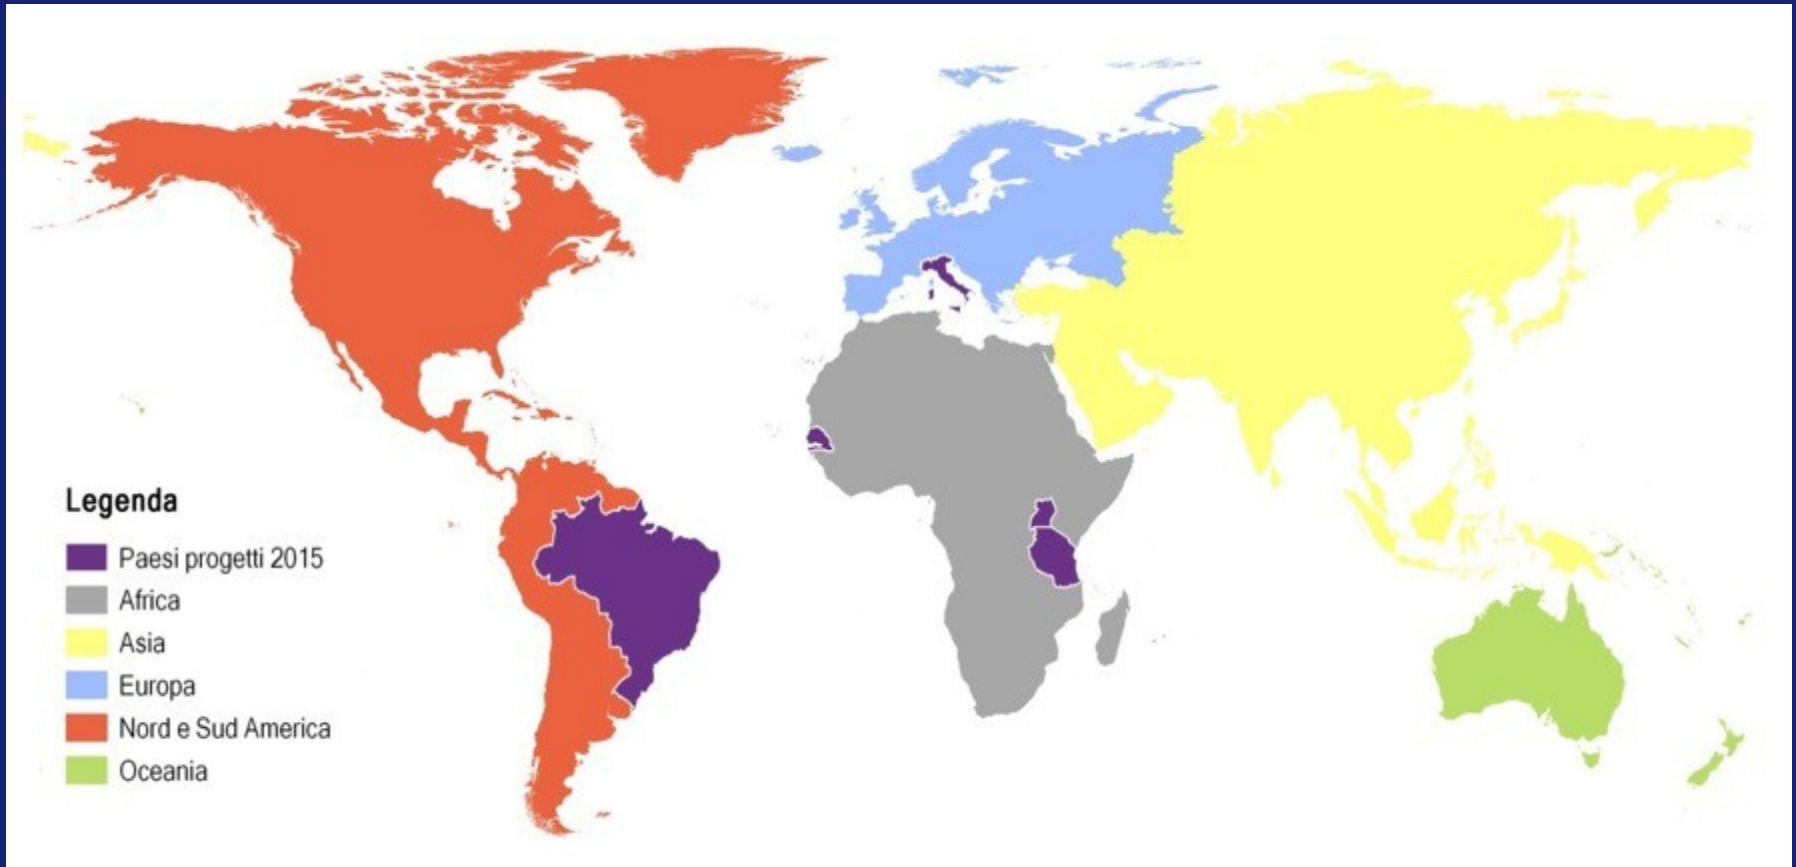 Legenda
Paesi progetti 2015
Africa
Asia
Europa
Nord e Sud America
Oceania